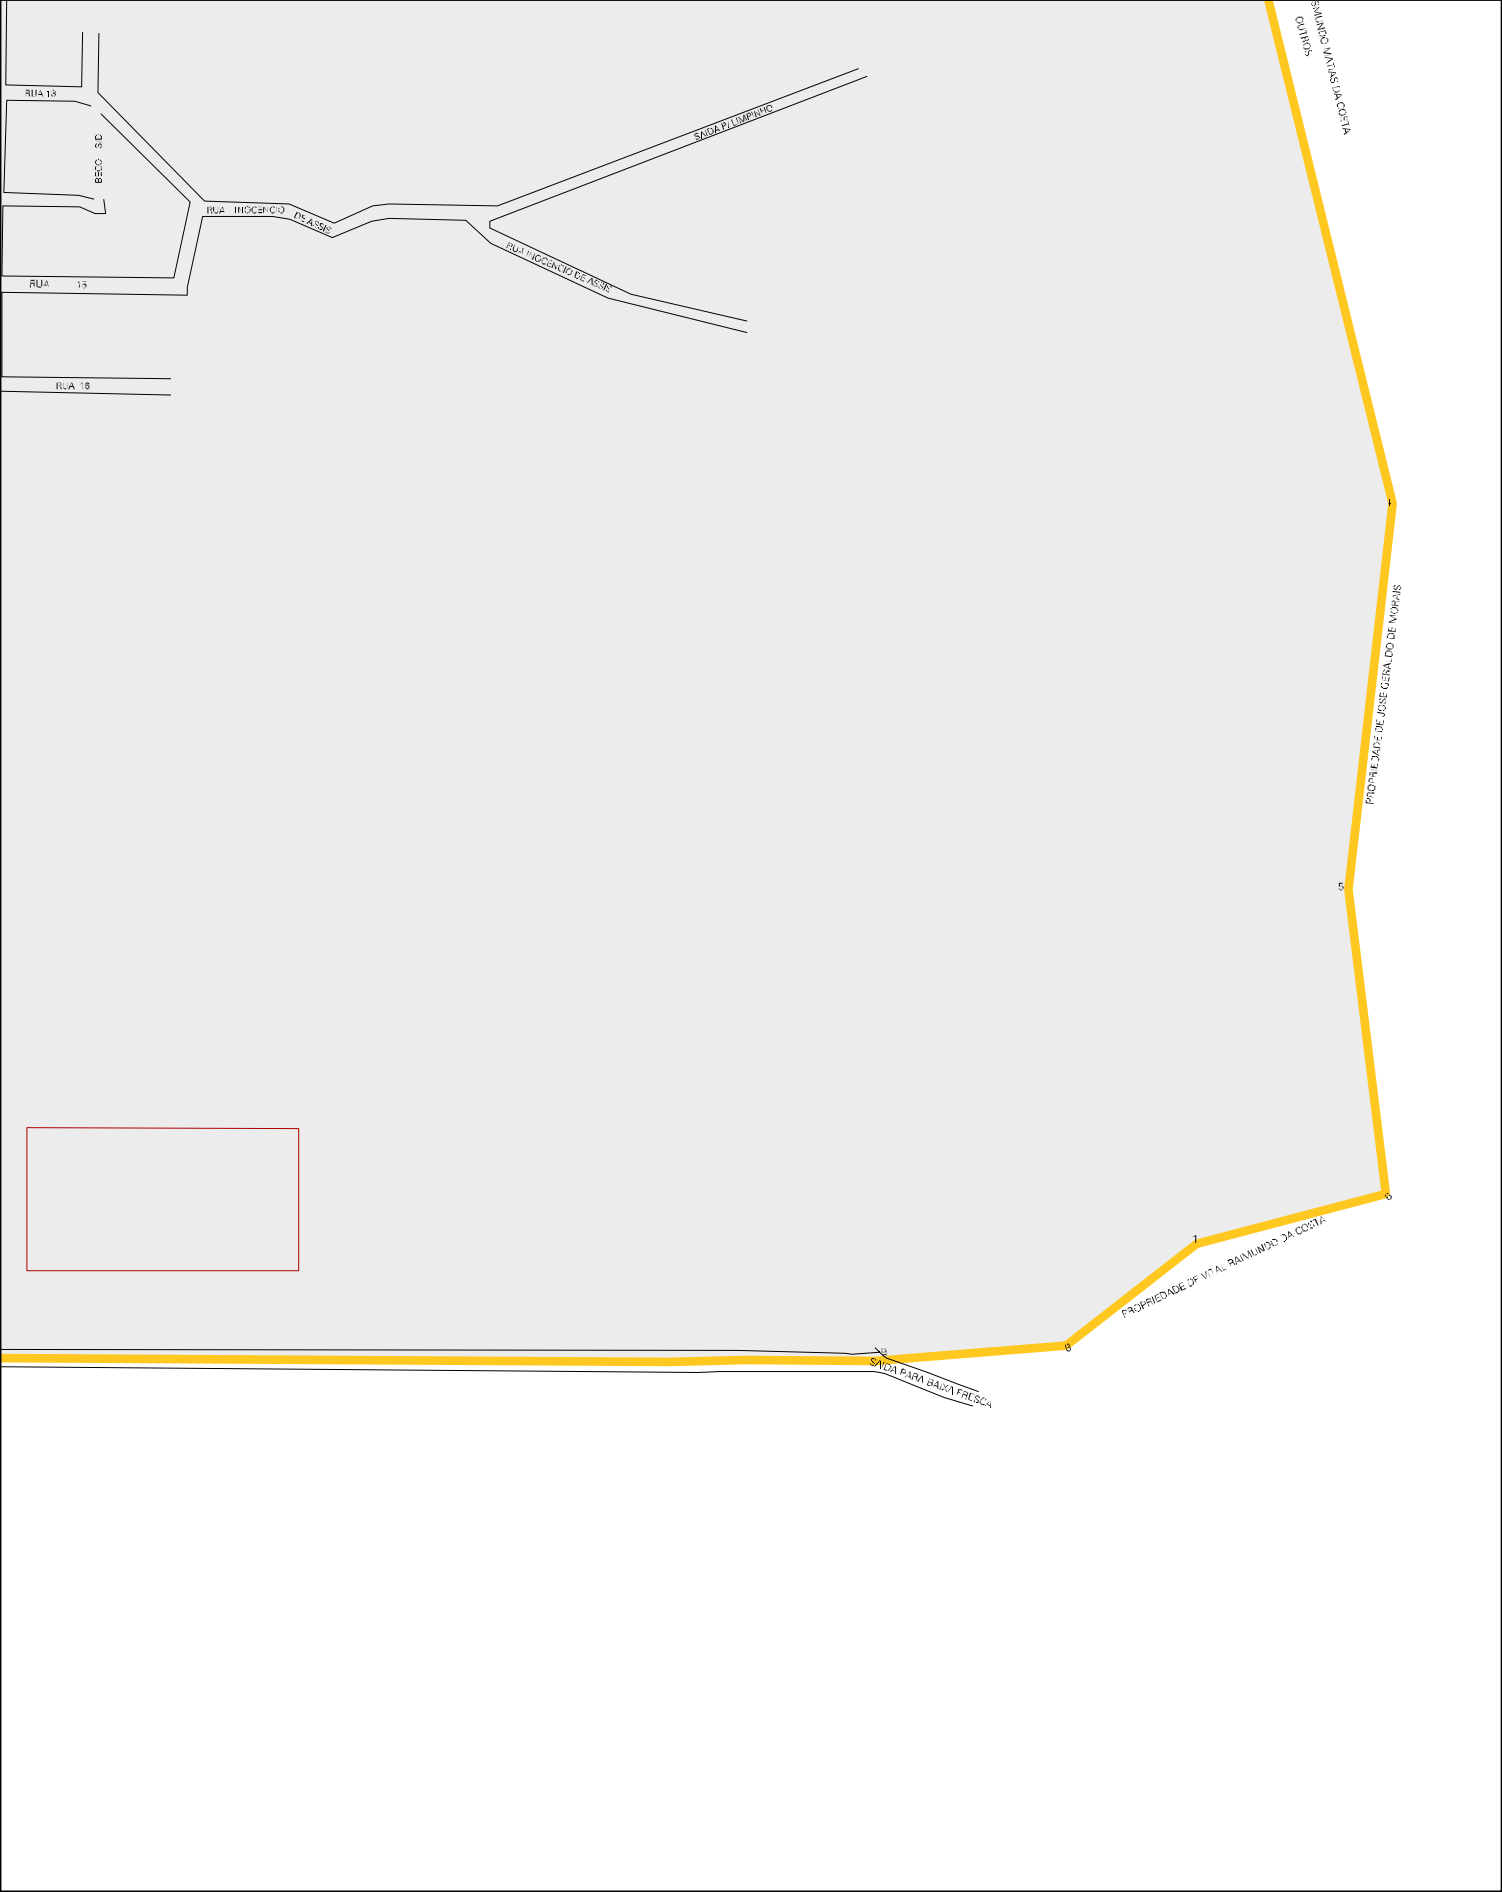 SMUNDO MATIAS DA COSTA
OUTROS
RUA 13
SAIDA P/ LIMPINHO
BECO SD
RUA INOCENCIO DE ASSIS
RUA INOCENCIO DE ASSIS
RUA 15
RUA 16
4
PROPRIEDADE DE JOSE GERALDO DE MORAIS
5
6
7
PROPRIEDADE DE VITAL RAIMUNDO DA COSTA
8
9
SAIDA PARA BAIXA FRESCA